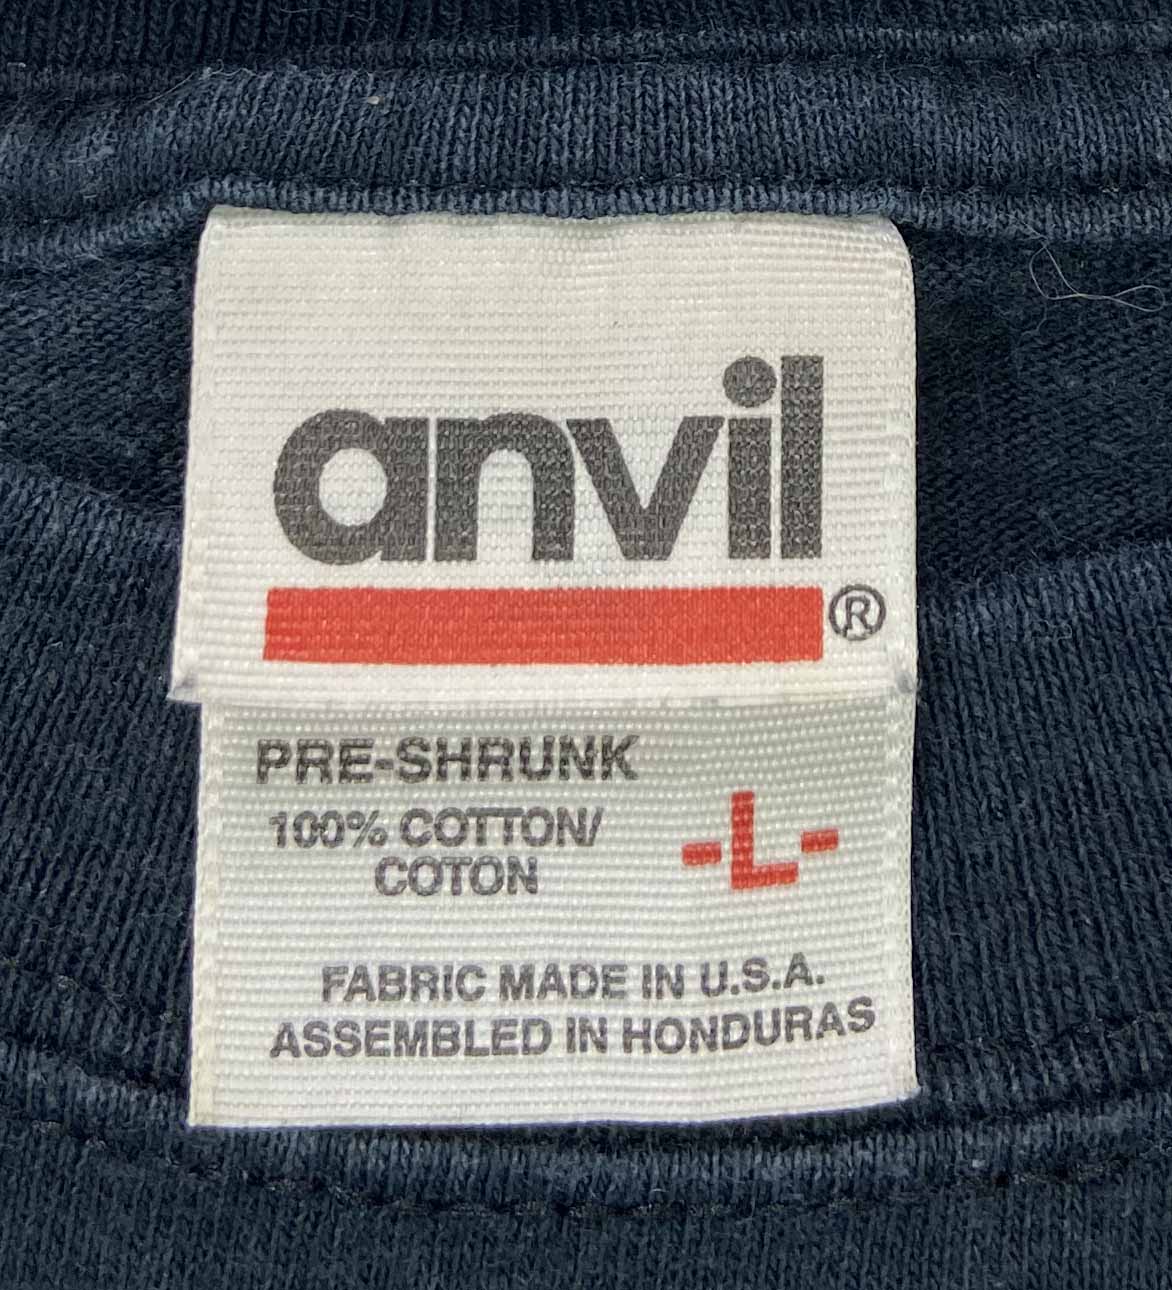 anvil
®
PRE-SHRUNK
100% COTTON/
COTON
-L-
FABRIC MADE IN U.S.A.
ASSEMBLED IN HONDURAS